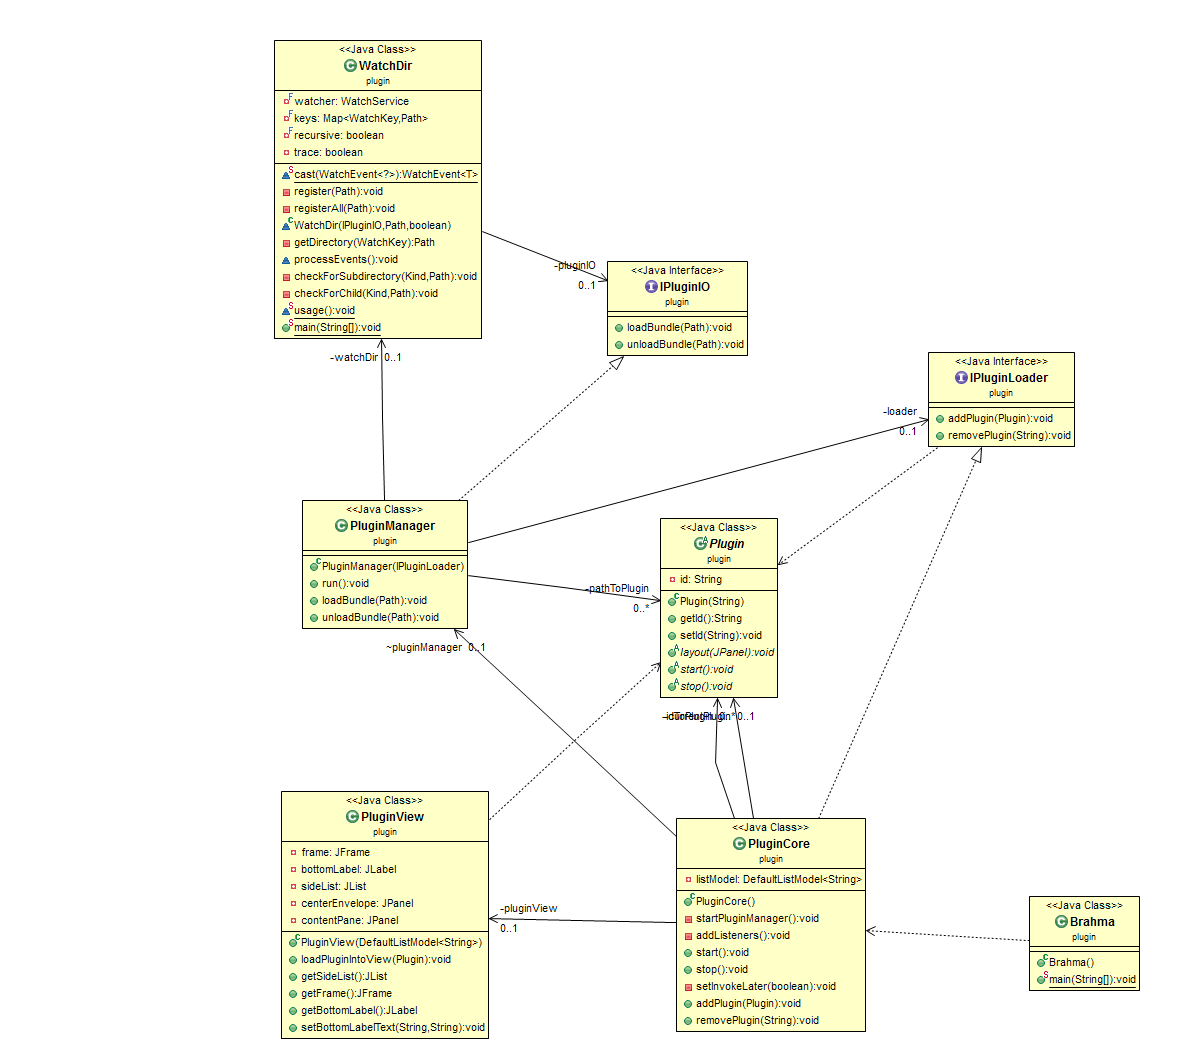 <<Java Class>>
WatchDir
plugin
watcher: WatchService
keys: Map<WatchKey,Path>
recursive: boolean
trace: boolean
cast(WatchEvent<?>):WatchEvent<T>
register(Path):void
registerAll(Path):void
WatchDir(IPluginIO,Path,boolean)
getDirectory(WatchKey):Path
processEvents():void
checkForSubdirectory(Kind,Path):void
checkForChild(Kind,Path):void
usage():void
main(String[]):void
-pluginIO
0..1
<<Java Interface>>
IPluginIO
plugin
loadBundle(Path):void
unloadBundle(Path):void
-watchDir 0..1
<<Java Interface>>
IPluginLoader
plugin
addPlugin(Plugin):void
removePlugin(String):void
-loader
0..1
<<Java Class>>
PluginManager
plugin
PluginManager(IPluginLoader)
run():void
loadBundle(Path):void
unloadBundle(Path):void
<<Java Class>>
Plugin
plugin
id: String
Plugin(String)
getId():String
setId(String):void
layout(JPanel):void
start():void
stop():void
-pathToPlugin
0..*
~pluginManager 0..1
0..1
<<Java Class>>
PluginView
plugin
frame: JFrame
bottomLabel: JLabel
sideList: JList
centerEnvelope: JPanel
contentPane: JPanel
PluginView(DefaultListModel<String>)
loadPluginIntoView(Plugin):void
getSideList():JList
getFrame():JFrame
getBottomLabel():JLabel
setBottomLabelText(String,String):void
-pluginView
0..1
<<Java Class>>
PluginCore
plugin
listModel: DefaultListModel<String>
PluginCore()
startPluginManager():void
addListeners():void
start():void
stop():void
setInvokeLater(boolean):void
addPlugin(Plugin):void
removePlugin(String):void
<<Java Class>>
Brahma
plugin
Brahma()
main(String[]):void